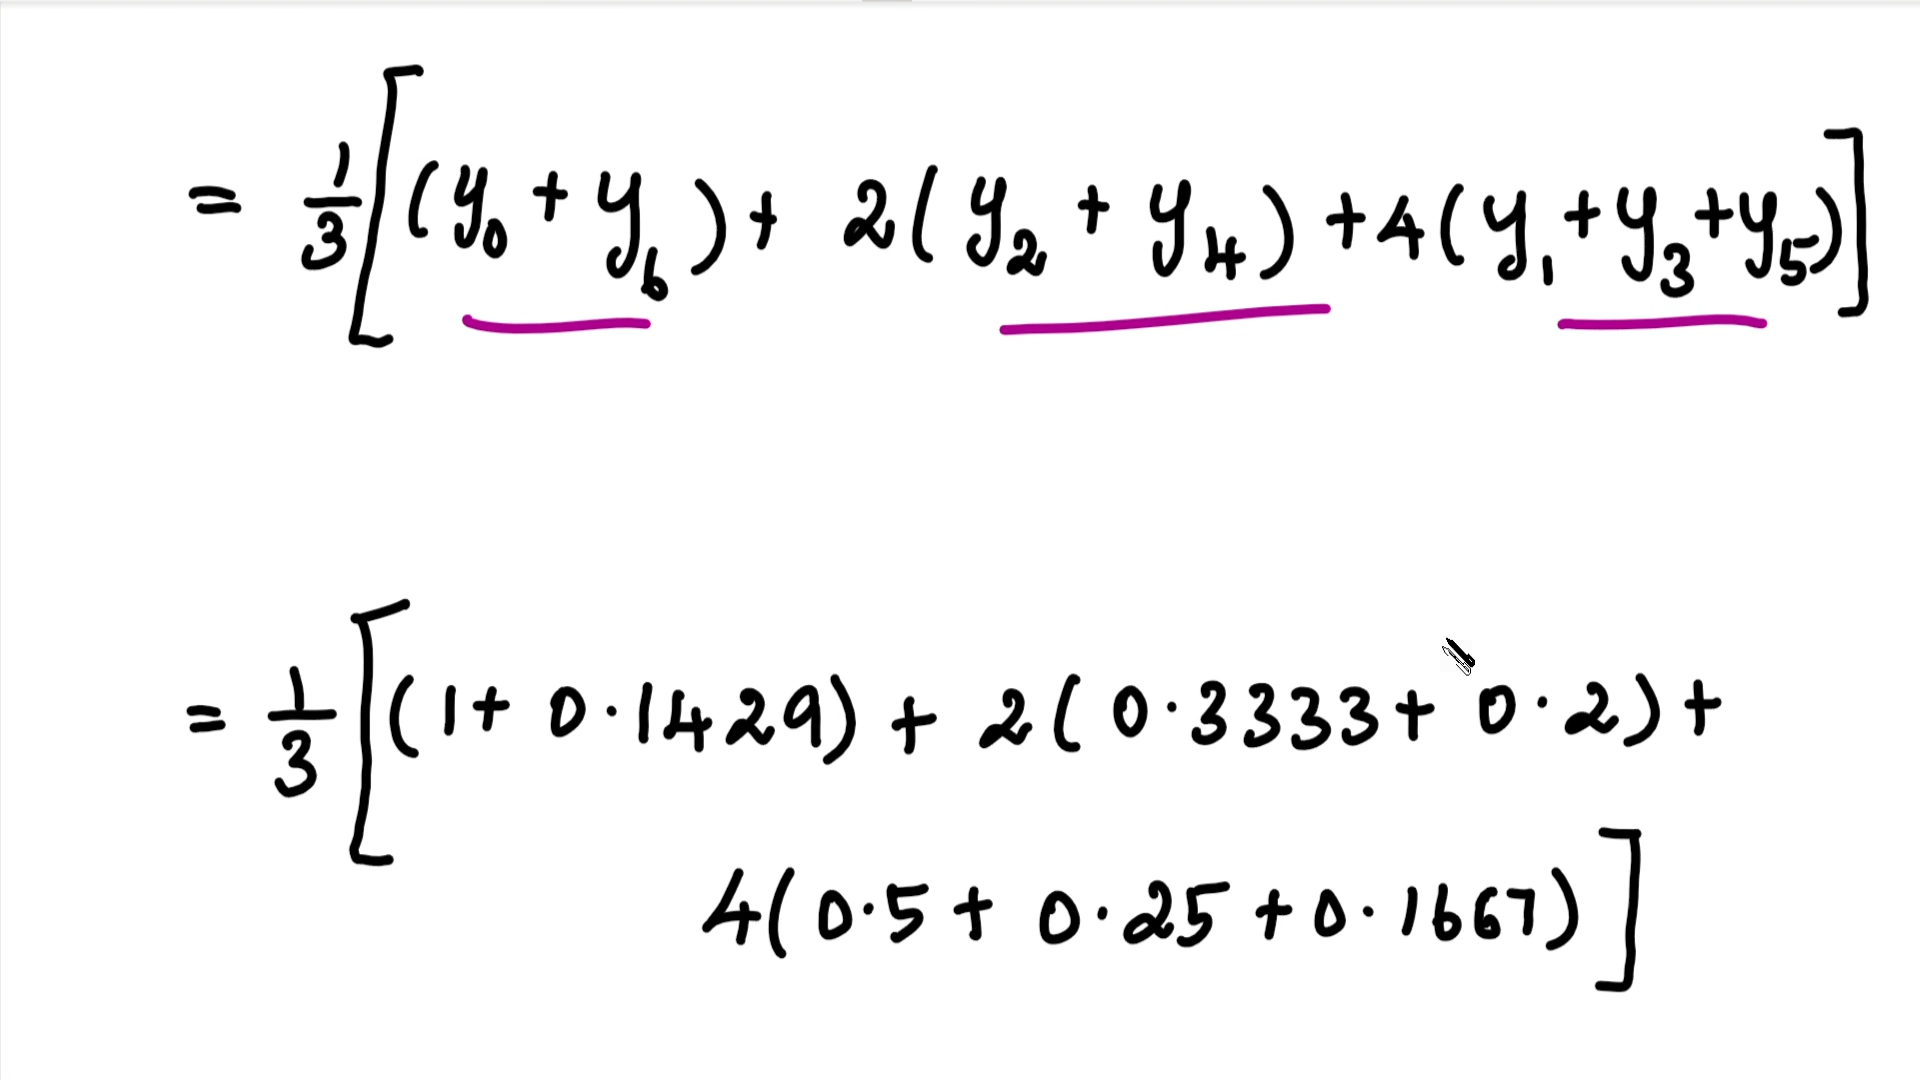 = 1/3 [(y₀ + y₆) + 2(y₂ + y₄) + 4(y₁ + y₃ + y₅)]
= 1/3 [(1 + 0.1429) + 2(0.3333 + 0.2) +
4(0.5 + 0.25 + 0.1667)]